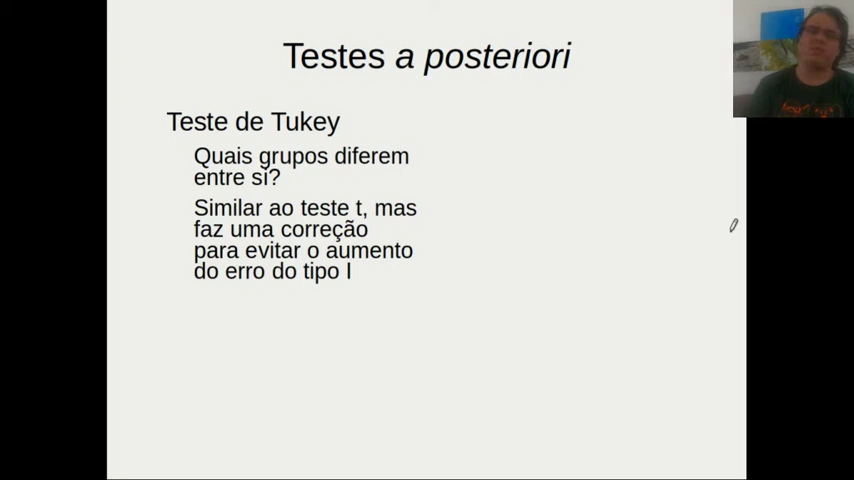 Testes a posteriori
Teste de Tukey
Quais grupos diferem
entre si?
Similar ao teste t, mas
faz uma correção
para evitar o aumento
do erro do tipo I